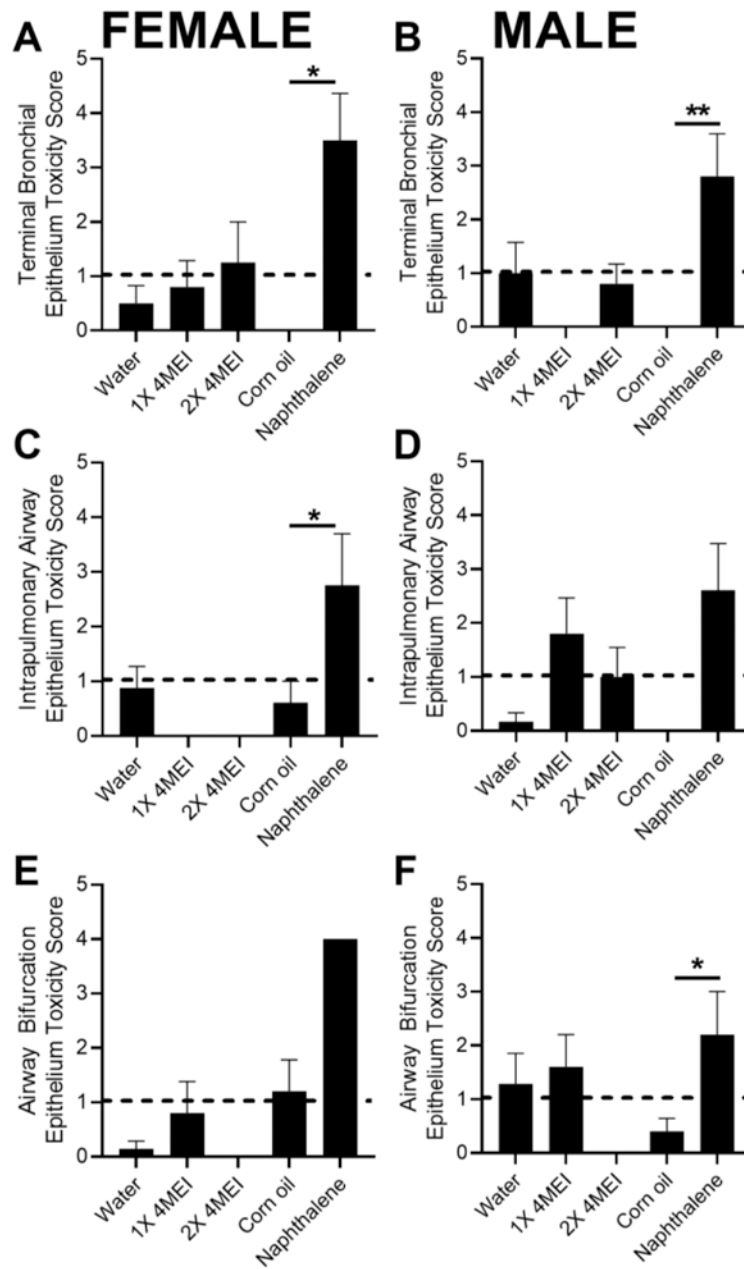 FEMALE
MALE
A
Terminal Bronchial
Epithelium Toxicity Score
5
4
3
2
1
0
*
Water
1X 4MEI
2X 4MEI
Corn oil
Naphthalene
B
Terminal Bronchial
Epithelium Toxicity Score
5
4
3
2
1
0
**
Water
1X 4MEI
2X 4MEI
Corn oil
Naphthalene
C
Intrapulmonary Airway
Epithelium Toxicity Score
5
4
3
2
1
0
*
Water
1X 4MEI
2X 4MEI
Corn oil
Naphthalene
D
Intrapulmonary Airway
Epithelium Toxicity Score
5
4
3
2
1
0
Water
1X 4MEI
2X 4MEI
Corn oil
Naphthalene
E
Airway Bifurcation
Epithelium Toxicity Score
5
4
3
2
1
0
Water
1X 4MEI
2X 4MEI
Corn oil
Naphthalene
F
Airway Bifurcation
Epithelium Toxicity Score
5
4
3
2
1
0
*
Water
1X 4MEI
2X 4MEI
Corn oil
Naphthalene